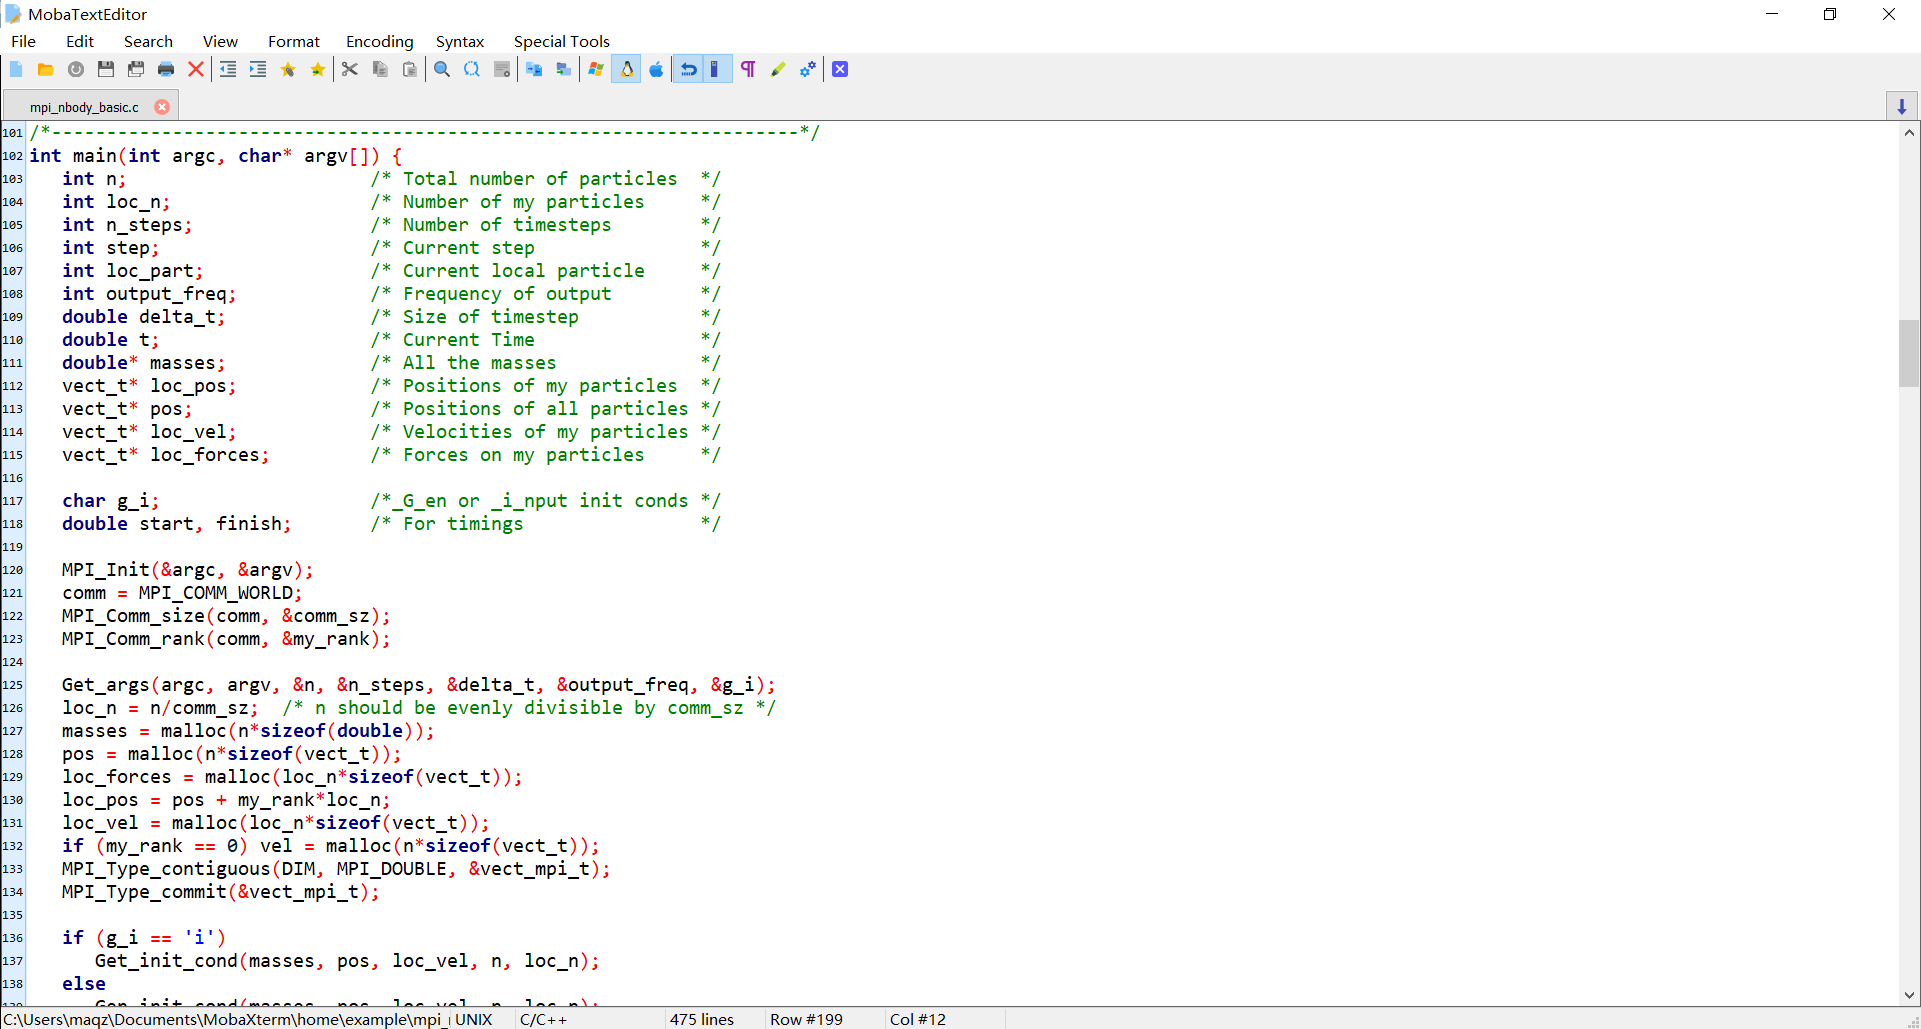 MobaTextEditor
File Edit Search View Format Encoding Syntax Special Tools
mpi_nbody_basic.c
101 /*--------------------------------------------------------------------*/
102 int main(int argc, char* argv[]) {
103    int n;                      /* Total number of particles  */
104    int loc_n;                  /* Number of my particles     */
105    int n_steps;                /* Number of timesteps        */
106    int step;                   /* Current step               */
107    int loc_part;               /* Current local particle     */
108    int output_freq;            /* Frequency of output        */
109    double delta_t;             /* Size of timestep           */
110    double t;                   /* Current Time               */
111    double* masses;             /* All the masses             */
112    vect_t* loc_pos;            /* Positions of my particles  */
113    vect_t* pos;                /* Positions of all particles */
114    vect_t* loc_vel;            /* Velocities of my particles */
115    vect_t* loc_forces;         /* Forces on my particles     */
116
117    char g_i;                   /*_G_en or _i_nput init conds */
118    double start, finish;       /* For timings                */
119
120    MPI_Init(&argc, &argv);
121    comm = MPI_COMM_WORLD;
122    MPI_Comm_size(comm, &comm_sz);
123    MPI_Comm_rank(comm, &my_rank);
124
125    Get_args(argc, argv, &n, &n_steps, &delta_t, &output_freq, &g_i);
126    loc_n = n/comm_sz;  /* n should be evenly divisible by comm_sz */
127    masses = malloc(n*sizeof(double));
128    pos = malloc(n*sizeof(vect_t));
129    loc_forces = malloc(loc_n*sizeof(vect_t));
130    loc_pos = pos + my_rank*loc_n;
131    loc_vel = malloc(loc_n*sizeof(vect_t));
132    if (my_rank == 0) vel = malloc(n*sizeof(vect_t));
133    MPI_Type_contiguous(DIM, MPI_DOUBLE, &vect_mpi_t);
134    MPI_Type_commit(&vect_mpi_t);
135
136    if (g_i == 'i')
137       Get_init_cond(masses, pos, loc_vel, n, loc_n);
138    else
139       Gen_init_cond(masses, pos, loc_vel, n, loc_n);
C:\Users\maqz\Documents\MobaXterm\home\example\mpi_ UNIX C/C++ 475 lines Row #199 Col #12